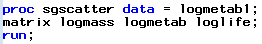 proc sgscatter data = logmetab1;
matrix logmass logmetab loglife;
run;